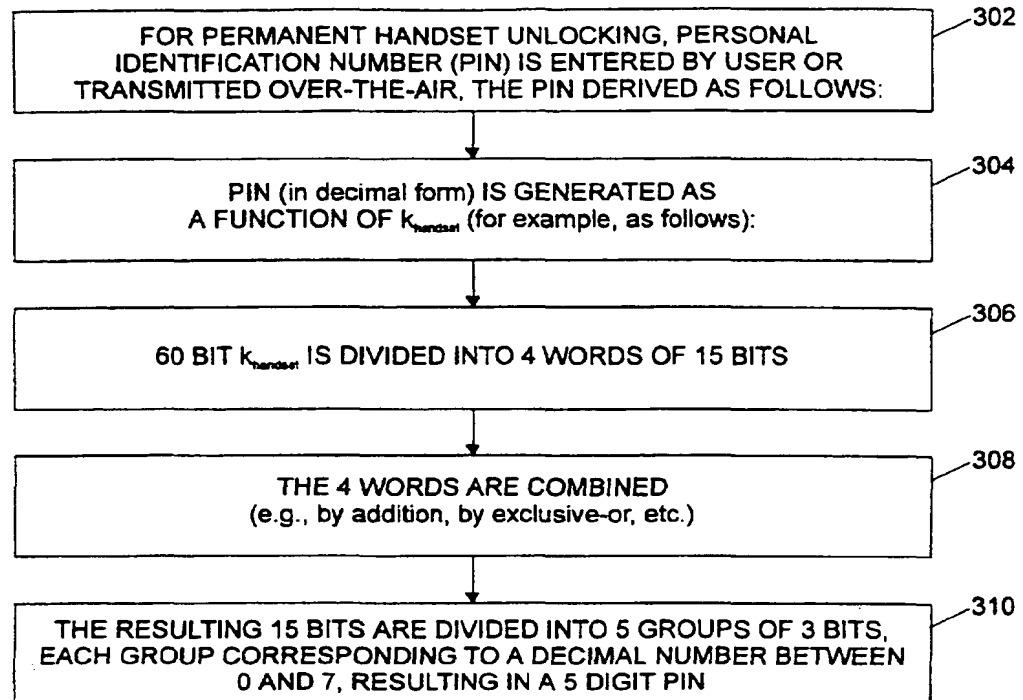 302
FOR PERMANENT HANDSET UNLOCKING, PERSONAL
IDENTIFICATION NUMBER (PIN) IS ENTERED BY USER OR
TRANSMITTED OVER-THE-AIR, THE PIN DERIVED AS FOLLOWS:
304
PIN (in decimal form) IS GENERATED AS
A FUNCTION OF k_handset (for example, as follows):
306
60 BIT k_handset IS DIVIDED INTO 4 WORDS OF 15 BITS
308
THE 4 WORDS ARE COMBINED
(e.g., by addition, by exclusive-or, etc.)
310
THE RESULTING 15 BITS ARE DIVIDED INTO 5 GROUPS OF 3 BITS,
EACH GROUP CORRESPONDING TO A DECIMAL NUMBER BETWEEN
0 AND 7, RESULTING IN A 5 DIGIT PIN